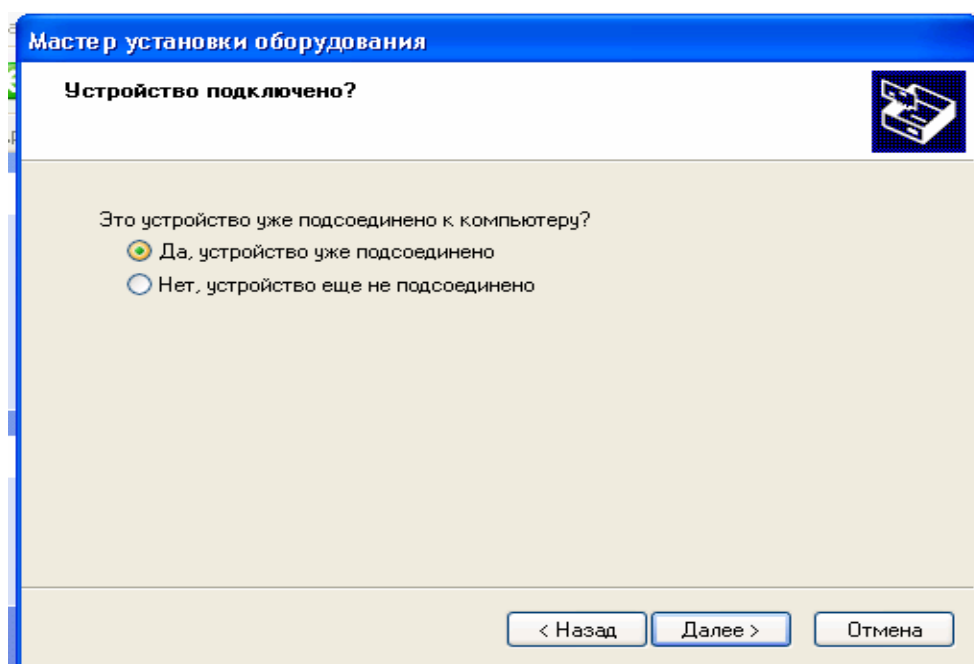 Мастер установки оборудования
Устройство подключено?
Это устройство уже подсоединено к компьютеру?
Да, устройство уже подсоединено
Нет, устройство еще не подсоединено
< Назад Далее > Отмена